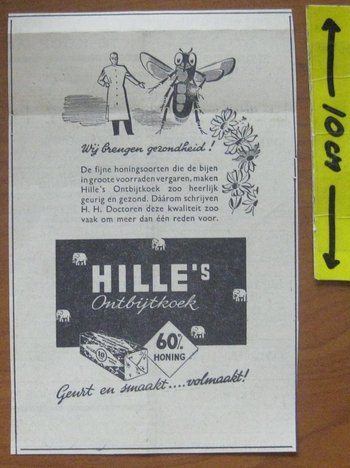 Wij brengen gezondheid!
De fijne honingsoorten die de bijen
in groote voorraden vergaren, maken
Hille's Ontbijtkoek zoo heerlijk
geurig en gezond. Dáárom schrijven
H. H. Doctoren deze kwaliteit zoo
vaak om meer dan één reden voor.
HILLE's
Ontbijtkoek
60%
HONING
Geurt en smaakt....volmaakt!
10cm